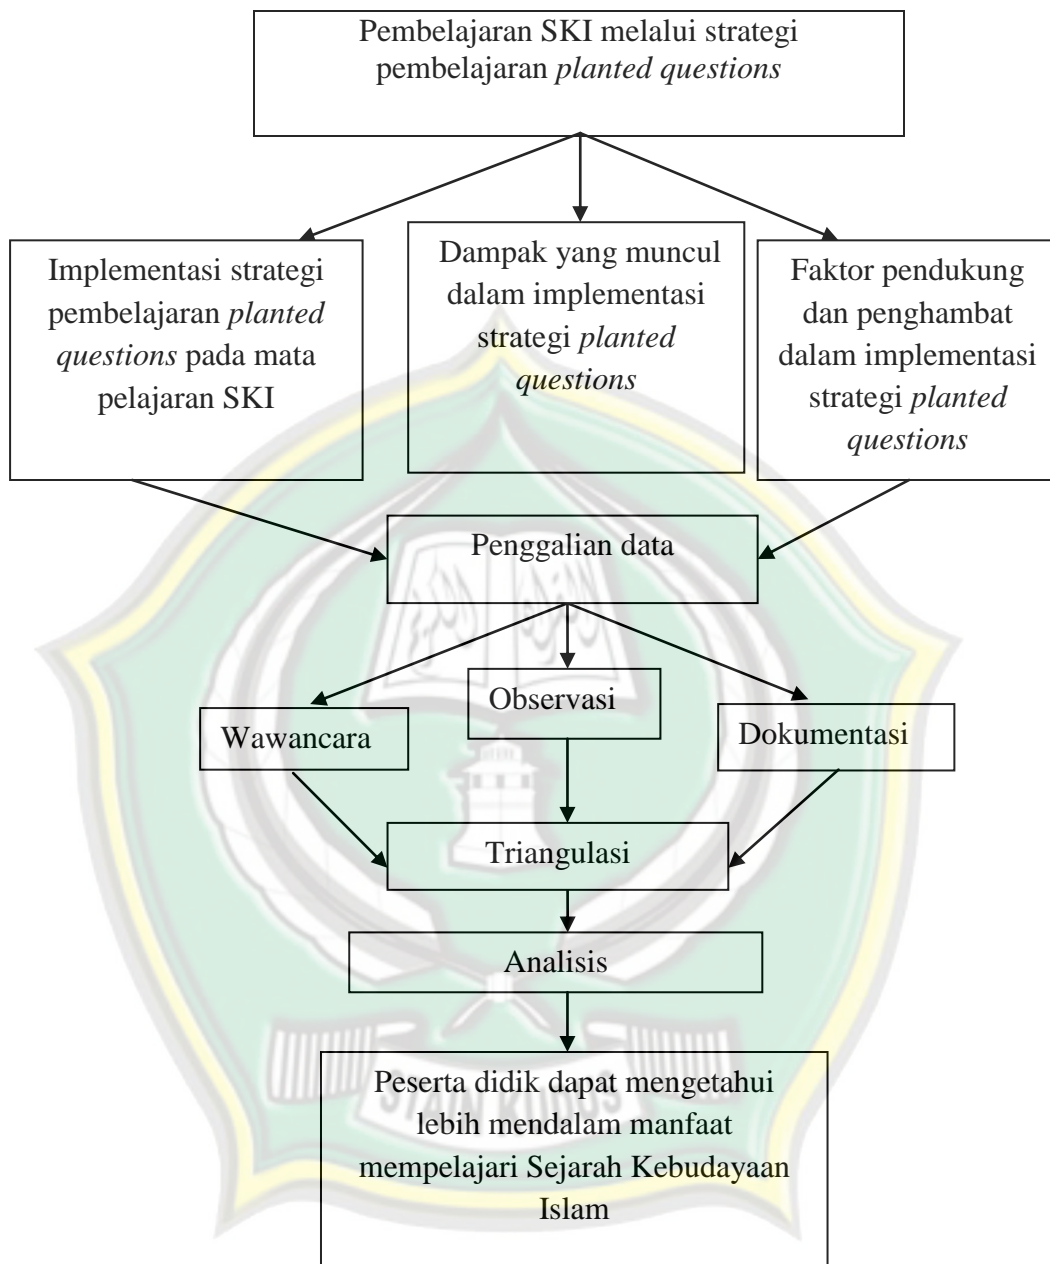 Pembelajaran SKI melalui strategi
pembelajaran planted questions
Implementasi strategi
pembelajaran planted
questions pada mata
pelajaran SKI
Dampak yang muncul
dalam implementasi
strategi planted
questions
Faktor pendukung
dan penghambat
dalam implementasi
strategi planted
questions
Penggalian data
Wawancara
Observasi
Dokumentasi
Triangulasi
Analisis
Peserta didik dapat mengetahui
lebih mendalam manfaat
mempelajari Sejarah Kebudayaan
Islam
STAIN KUDUS